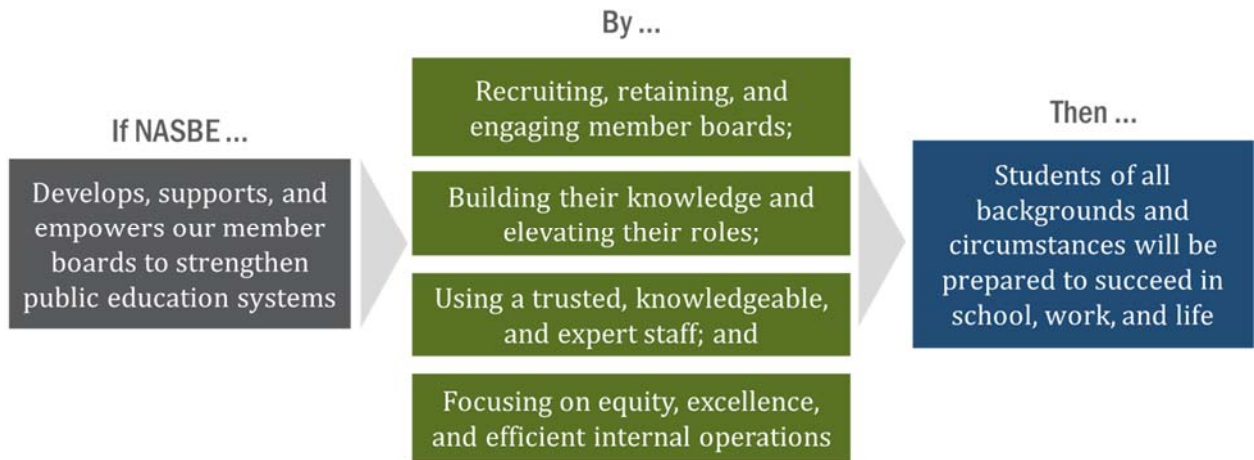 If NASBE ...
Develops, supports, and
empowers our member
boards to strengthen
public education systems
By ...
Recruiting, retaining, and
engaging member boards;
Building their knowledge and
elevating their roles;
Using a trusted, knowledgeable,
and expert staff; and
Focusing on equity, excellence,
and efficient internal operations
Then ...
Students of all
backgrounds and
circumstances will be
prepared to succeed in
school, work, and life